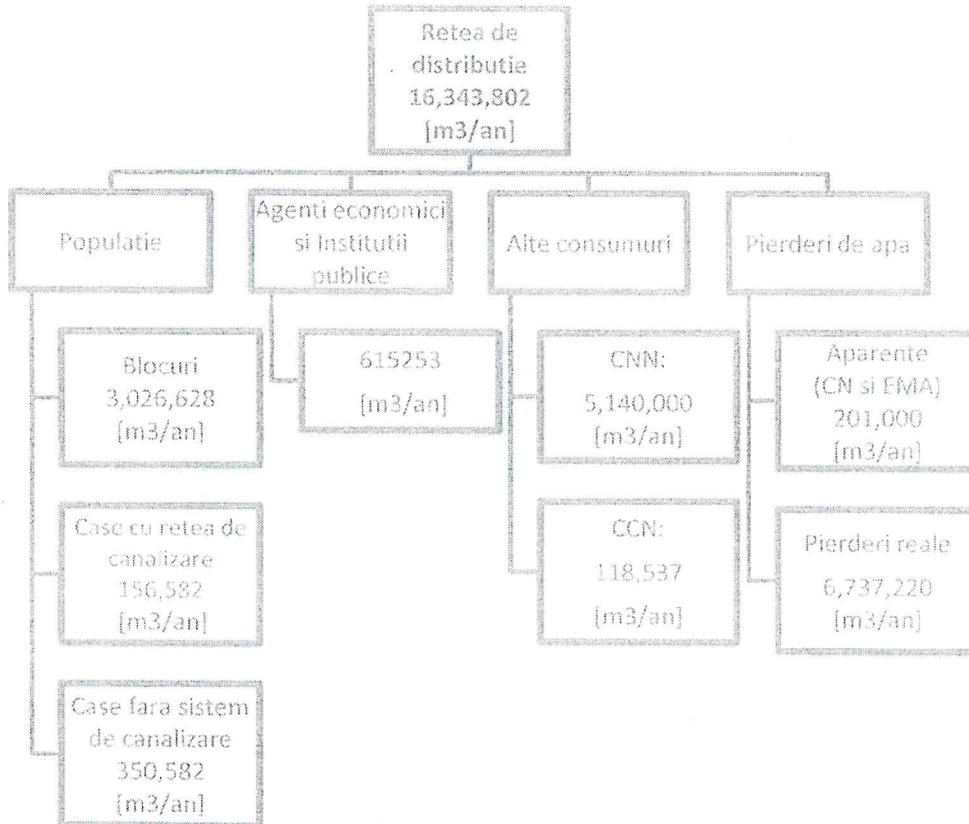 Retea de
distributie
16,343,802
[m3/an]
Populatie
Agenti economici
si Institutii
publice
Alte consumuri
Pierderi de apa
Blocuri
3,026,628
[m3/an]
Case cu retea de
canalizare
156,582
[m3/an]
Case fara sistem
de canalizare
350,582
[m3/an]
615253
[m3/an]
CNN:
5,140,000
[m3/an]
CCN:
118,537
[m3/an]
Aparente
(CN si EMA)
201,000
[m3/an]
Pierderi reale
6,737,220
[m3/an]